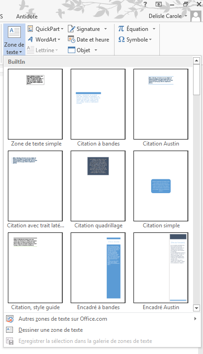 S Antidote Delisle Carole
Zone de texte
QuickPart
WordArt
Lettrine
Signature
Date et heure
Objet
Équation
Symbole
BuiltIn
Zone de texte simple
Citation à bandes
Citation Austin
Citation avec trait laté...
Citation quadrillage
Citation simple
Citation, style guide
Encadré à bandes
Encadré Austin
Autres zones de texte sur Office.com
Dessiner une zone de texte
Enregistrer la sélection dans la galerie de zones de texte